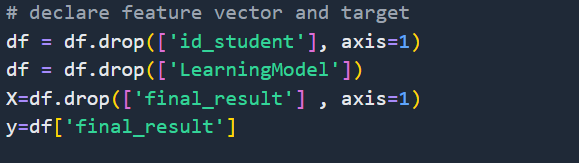 # declare feature vector and target
df = df.drop(['id_student'], axis=1)
df = df.drop(['LearningModel'])
X=df.drop(['final_result'] , axis=1)
y=df['final_result']